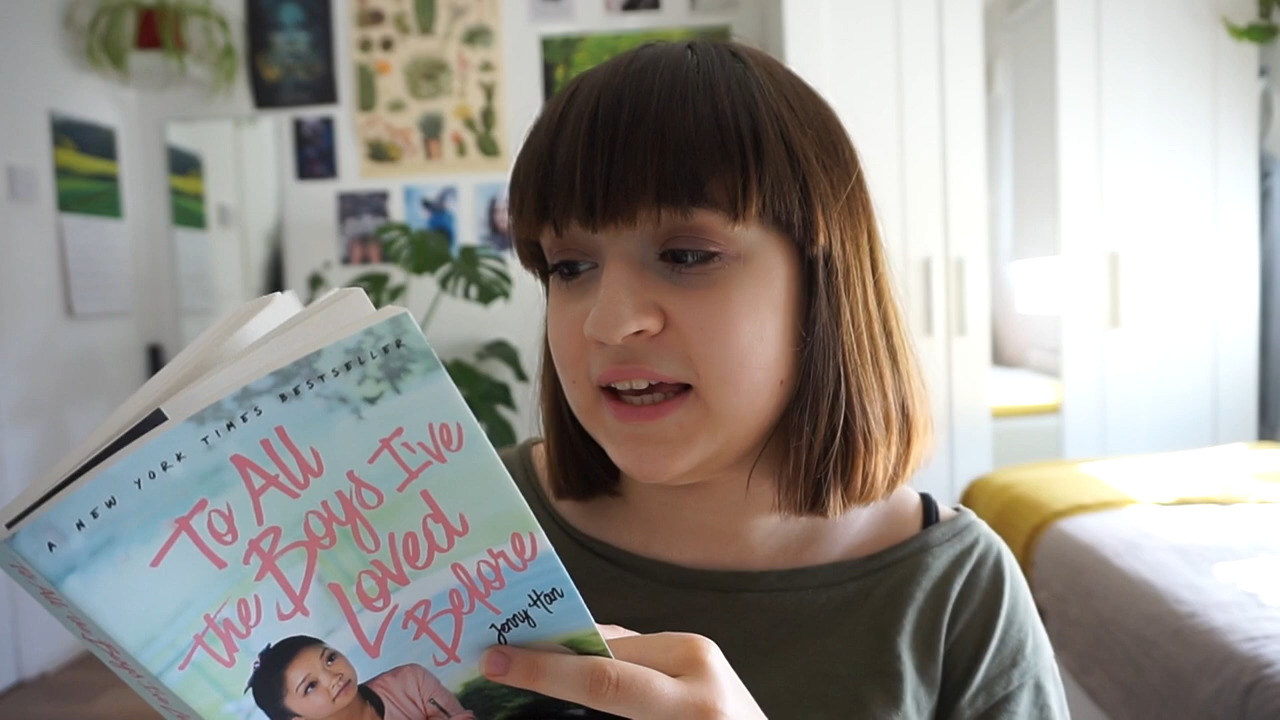 A NEW YORK TIMES BESTSELLER
To All
the Boys I've
Loved
Before
Jenny Han